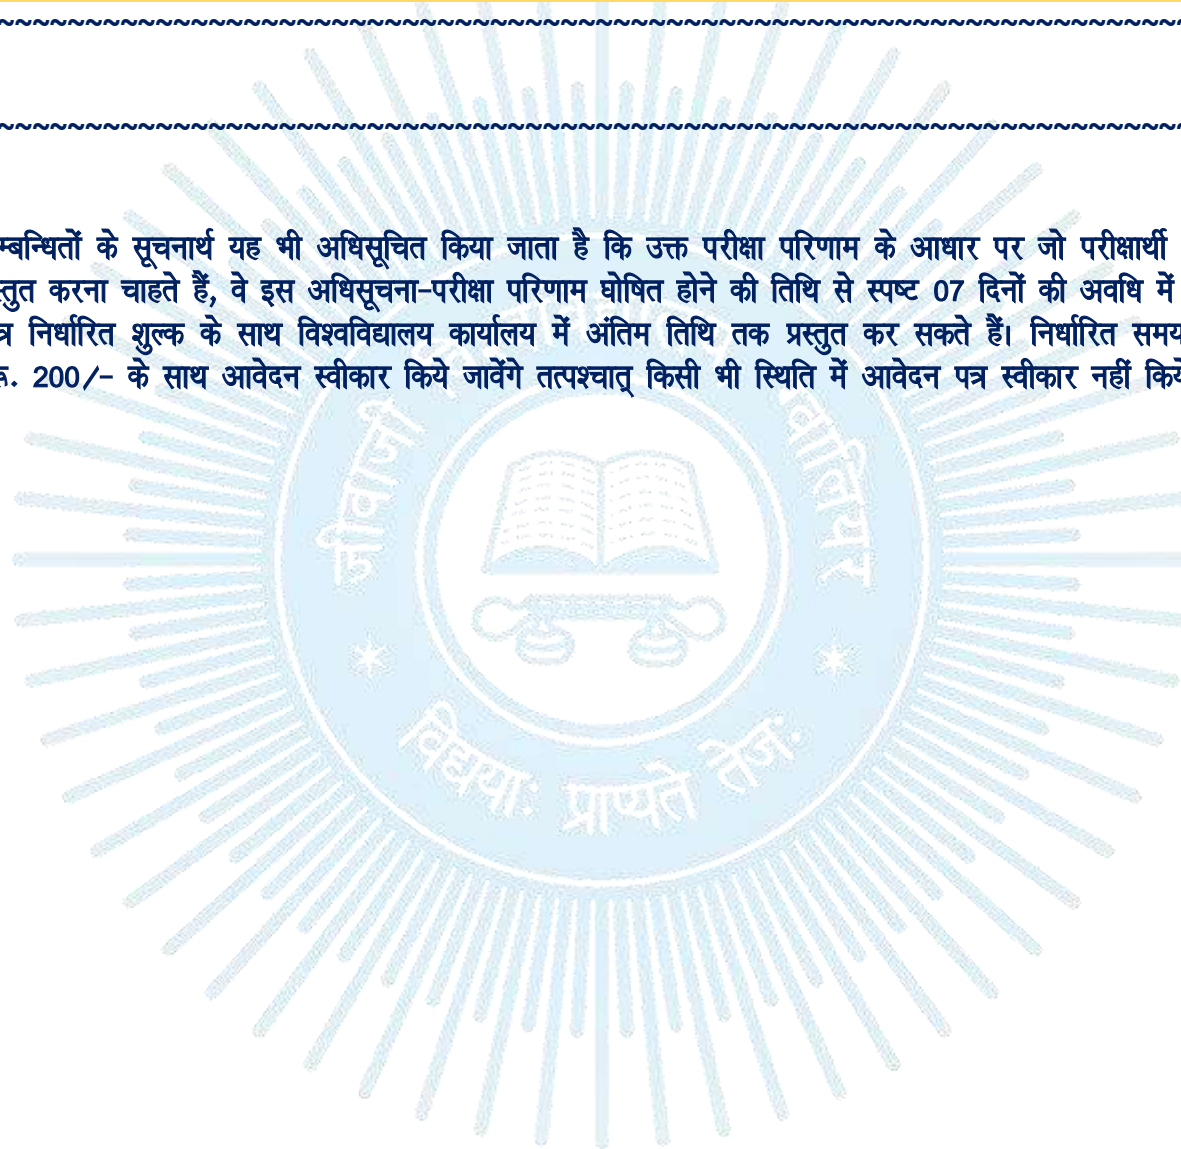 म्बन्धितों के सूचनार्थ यह भी अधिसूचित किया जाता है कि उक्त परीक्षा परिणाम के आधार पर जो परीक्षार्थी
स्तुत करना चाहते हैं, वे इस अधिसूचना-परीक्षा परिणाम घोषित होने की तिथि से स्पष्ट 07 दिनों की अवधि में
त्र निर्धारित शुल्क के साथ विश्वविद्यालय कार्यालय में अंतिम तिथि तक प्रस्तुत कर सकते हैं। निर्धारित समय
रू. 200/- के साथ आवेदन स्वीकार किये जावेंगे तत्पश्चात् किसी भी स्थिति में आवेदन पत्र स्वीकार नहीं किये
जीवाजी
ग्वालियर
विद्यया: प्राप्यते तेज: